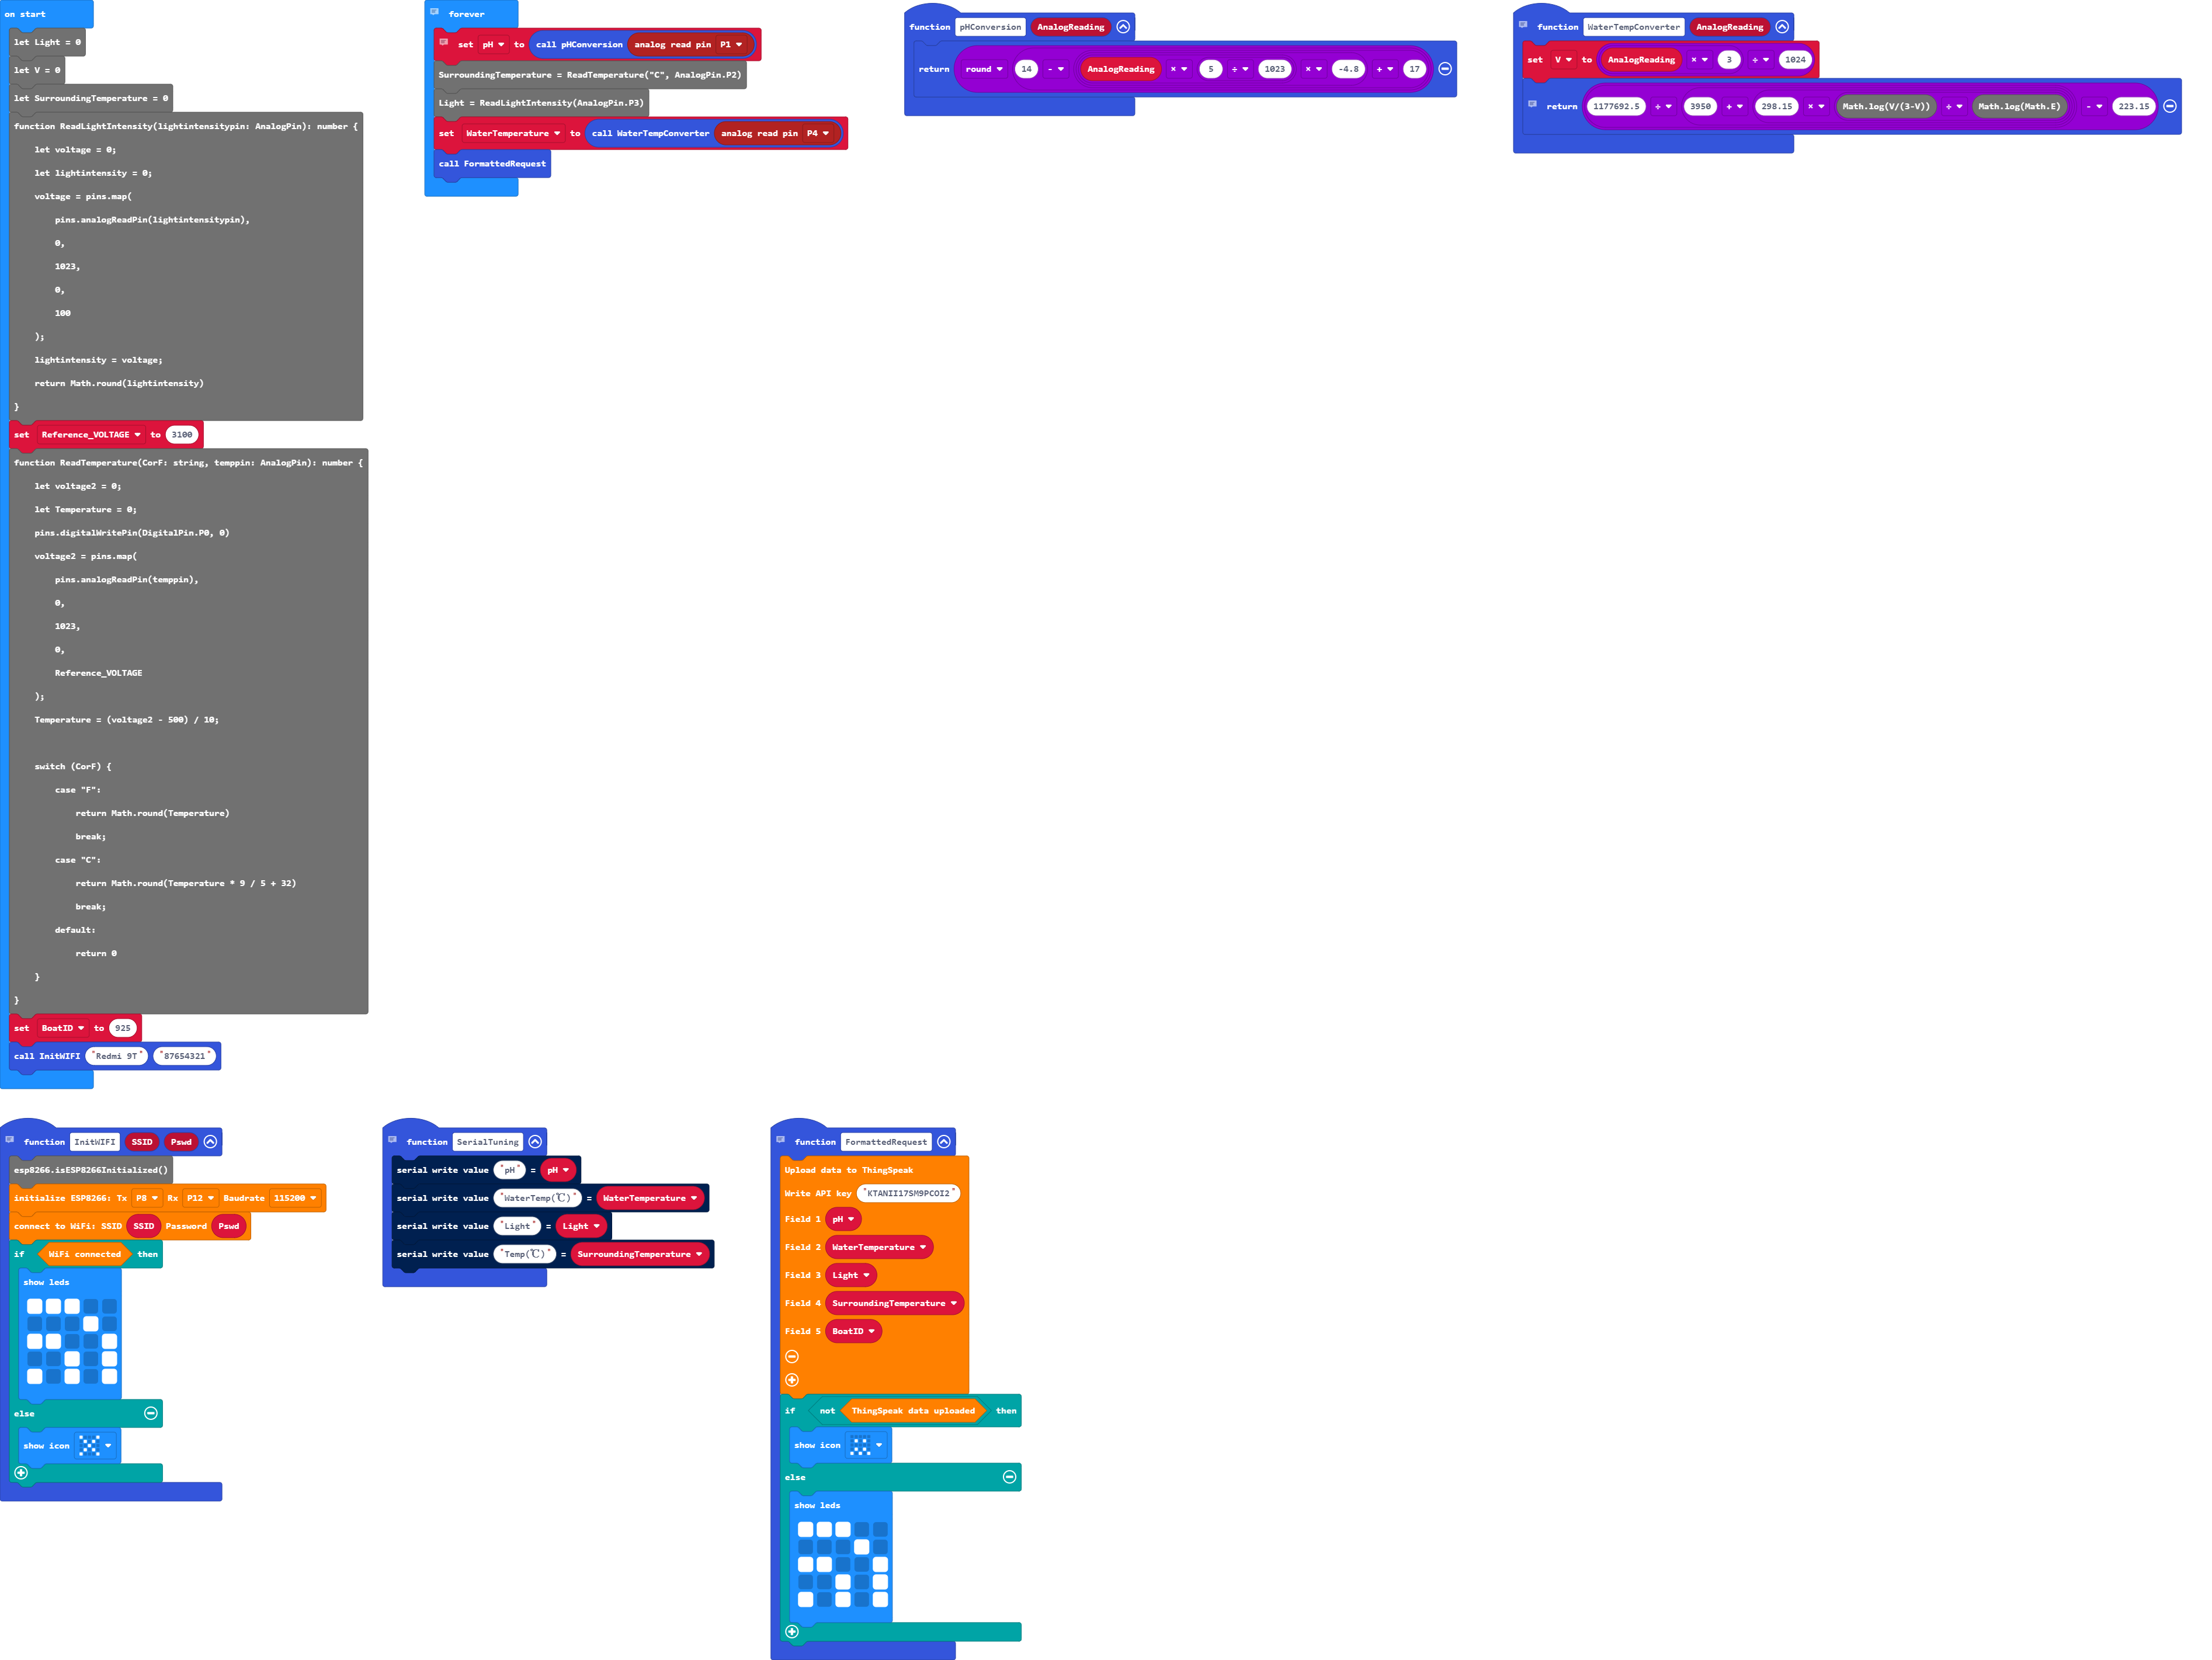 on start
let Light = 0
let V = 0
let SurroundingTemperature = 0
function ReadLightIntensity(lightintensitypin: AnalogPin): number {
let voltage = 0;
let lightintensity = 0;
voltage = pins.map(
pins.analogReadPin(lightintensitypin),
0,
1023,
0,
100
);
lightintensity = voltage;
return Math.round(lightintensity)
}
set Reference_VOLTAGE to 3100
function ReadTemperature(CorF: string, temppin: AnalogPin): number {
let voltage2 = 0;
let Temperature = 0;
pins.digitalWritePin(DigitalPin.P0, 0)
voltage2 = pins.map(
pins.analogReadPin(temppin),
0,
1023,
0,
Reference_VOLTAGE
);
Temperature = (voltage2 - 500) / 10;
switch (CorF) {
case "F":
return Math.round(Temperature)
break;
case "C":
return Math.round(Temperature * 9 / 5 + 32)
break;
default:
return 0
}
}
set BoatID to 925
call InitWIFI "Redmi 9T" "87654321"
forever
set pH to call pHConversion analog read pin P1
SurroundingTemperature = ReadTemperature("C", AnalogPin.P2)
Light = ReadLightIntensity(AnalogPin.P3)
set WaterTemperature to call WaterTempConverter analog read pin P4
call FormattedRequest
function pHConversion AnalogReading
return round 14 - AnalogReading × 5 ÷ 1023 × -4.8 + 17
function WaterTempConverter AnalogReading
set V to AnalogReading × 3 ÷ 1024
return 1177692.5 ÷ 3950 + 298.15 × Math.log(V/(3-V)) ÷ Math.log(Math.E) - 223.15
function InitWIFI SSID Pswd
esp8266.isESP8266Initialized()
initialize ESP8266: Tx P8 Rx P12 Baudrate 115200
connect to WiFi: SSID SSID Password Pswd
if WiFi connected then
show leds
else
show icon
function SerialTuning
serial write value "pH" = pH
serial write value "WaterTemp(℃)" = WaterTemperature
serial write value "Light" = Light
serial write value "Temp(℃)" = SurroundingTemperature
function FormattedRequest
Upload data to ThingSpeak
Write API key "KTANII17SM9PCOI2"
Field 1 pH
Field 2 WaterTemperature
Field 3 Light
Field 4 SurroundingTemperature
Field 5 BoatID
if not ThingSpeak data uploaded then
show icon
else
show leds